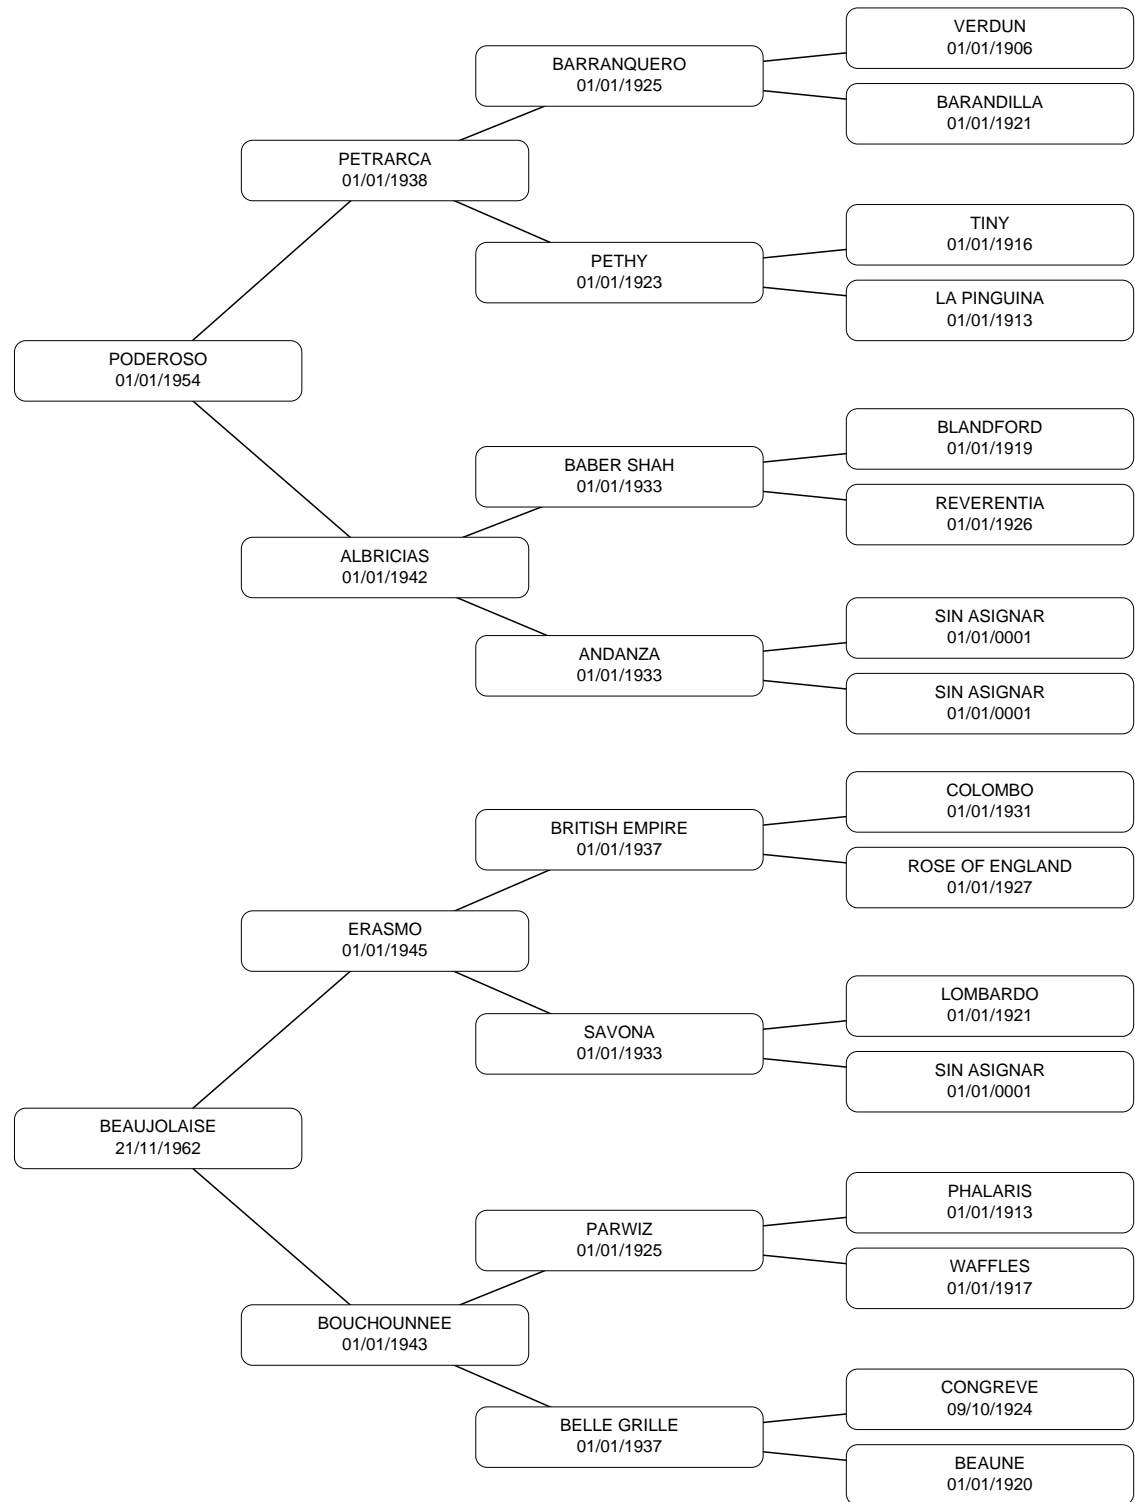 VERDUN
01/01/1906
BARRANQUERO
01/01/1925
BARANDILLA
01/01/1921
PETRARCA
01/01/1938
TINY
01/01/1916
PETHY
01/01/1923
LA PINGUINA
01/01/1913
PODEROSO
01/01/1954
BLANDFORD
01/01/1919
BABER SHAH
01/01/1933
REVERENTIA
01/01/1926
ALBRICIAS
01/01/1942
SIN ASIGNAR
01/01/0001
ANDANZA
01/01/1933
SIN ASIGNAR
01/01/0001
COLOMBO
01/01/1931
BRITISH EMPIRE
01/01/1937
ROSE OF ENGLAND
01/01/1927
ERASMO
01/01/1945
LOMBARDO
01/01/1921
SAVONA
01/01/1933
SIN ASIGNAR
01/01/0001
BEAUJOLAISE
21/11/1962
PHALARIS
01/01/1913
PARWIZ
01/01/1925
WAFFLES
01/01/1917
BOUCHOUNNEE
01/01/1943
CONGREVE
09/10/1924
BELLE GRILLE
01/01/1937
BEAUNE
01/01/1920